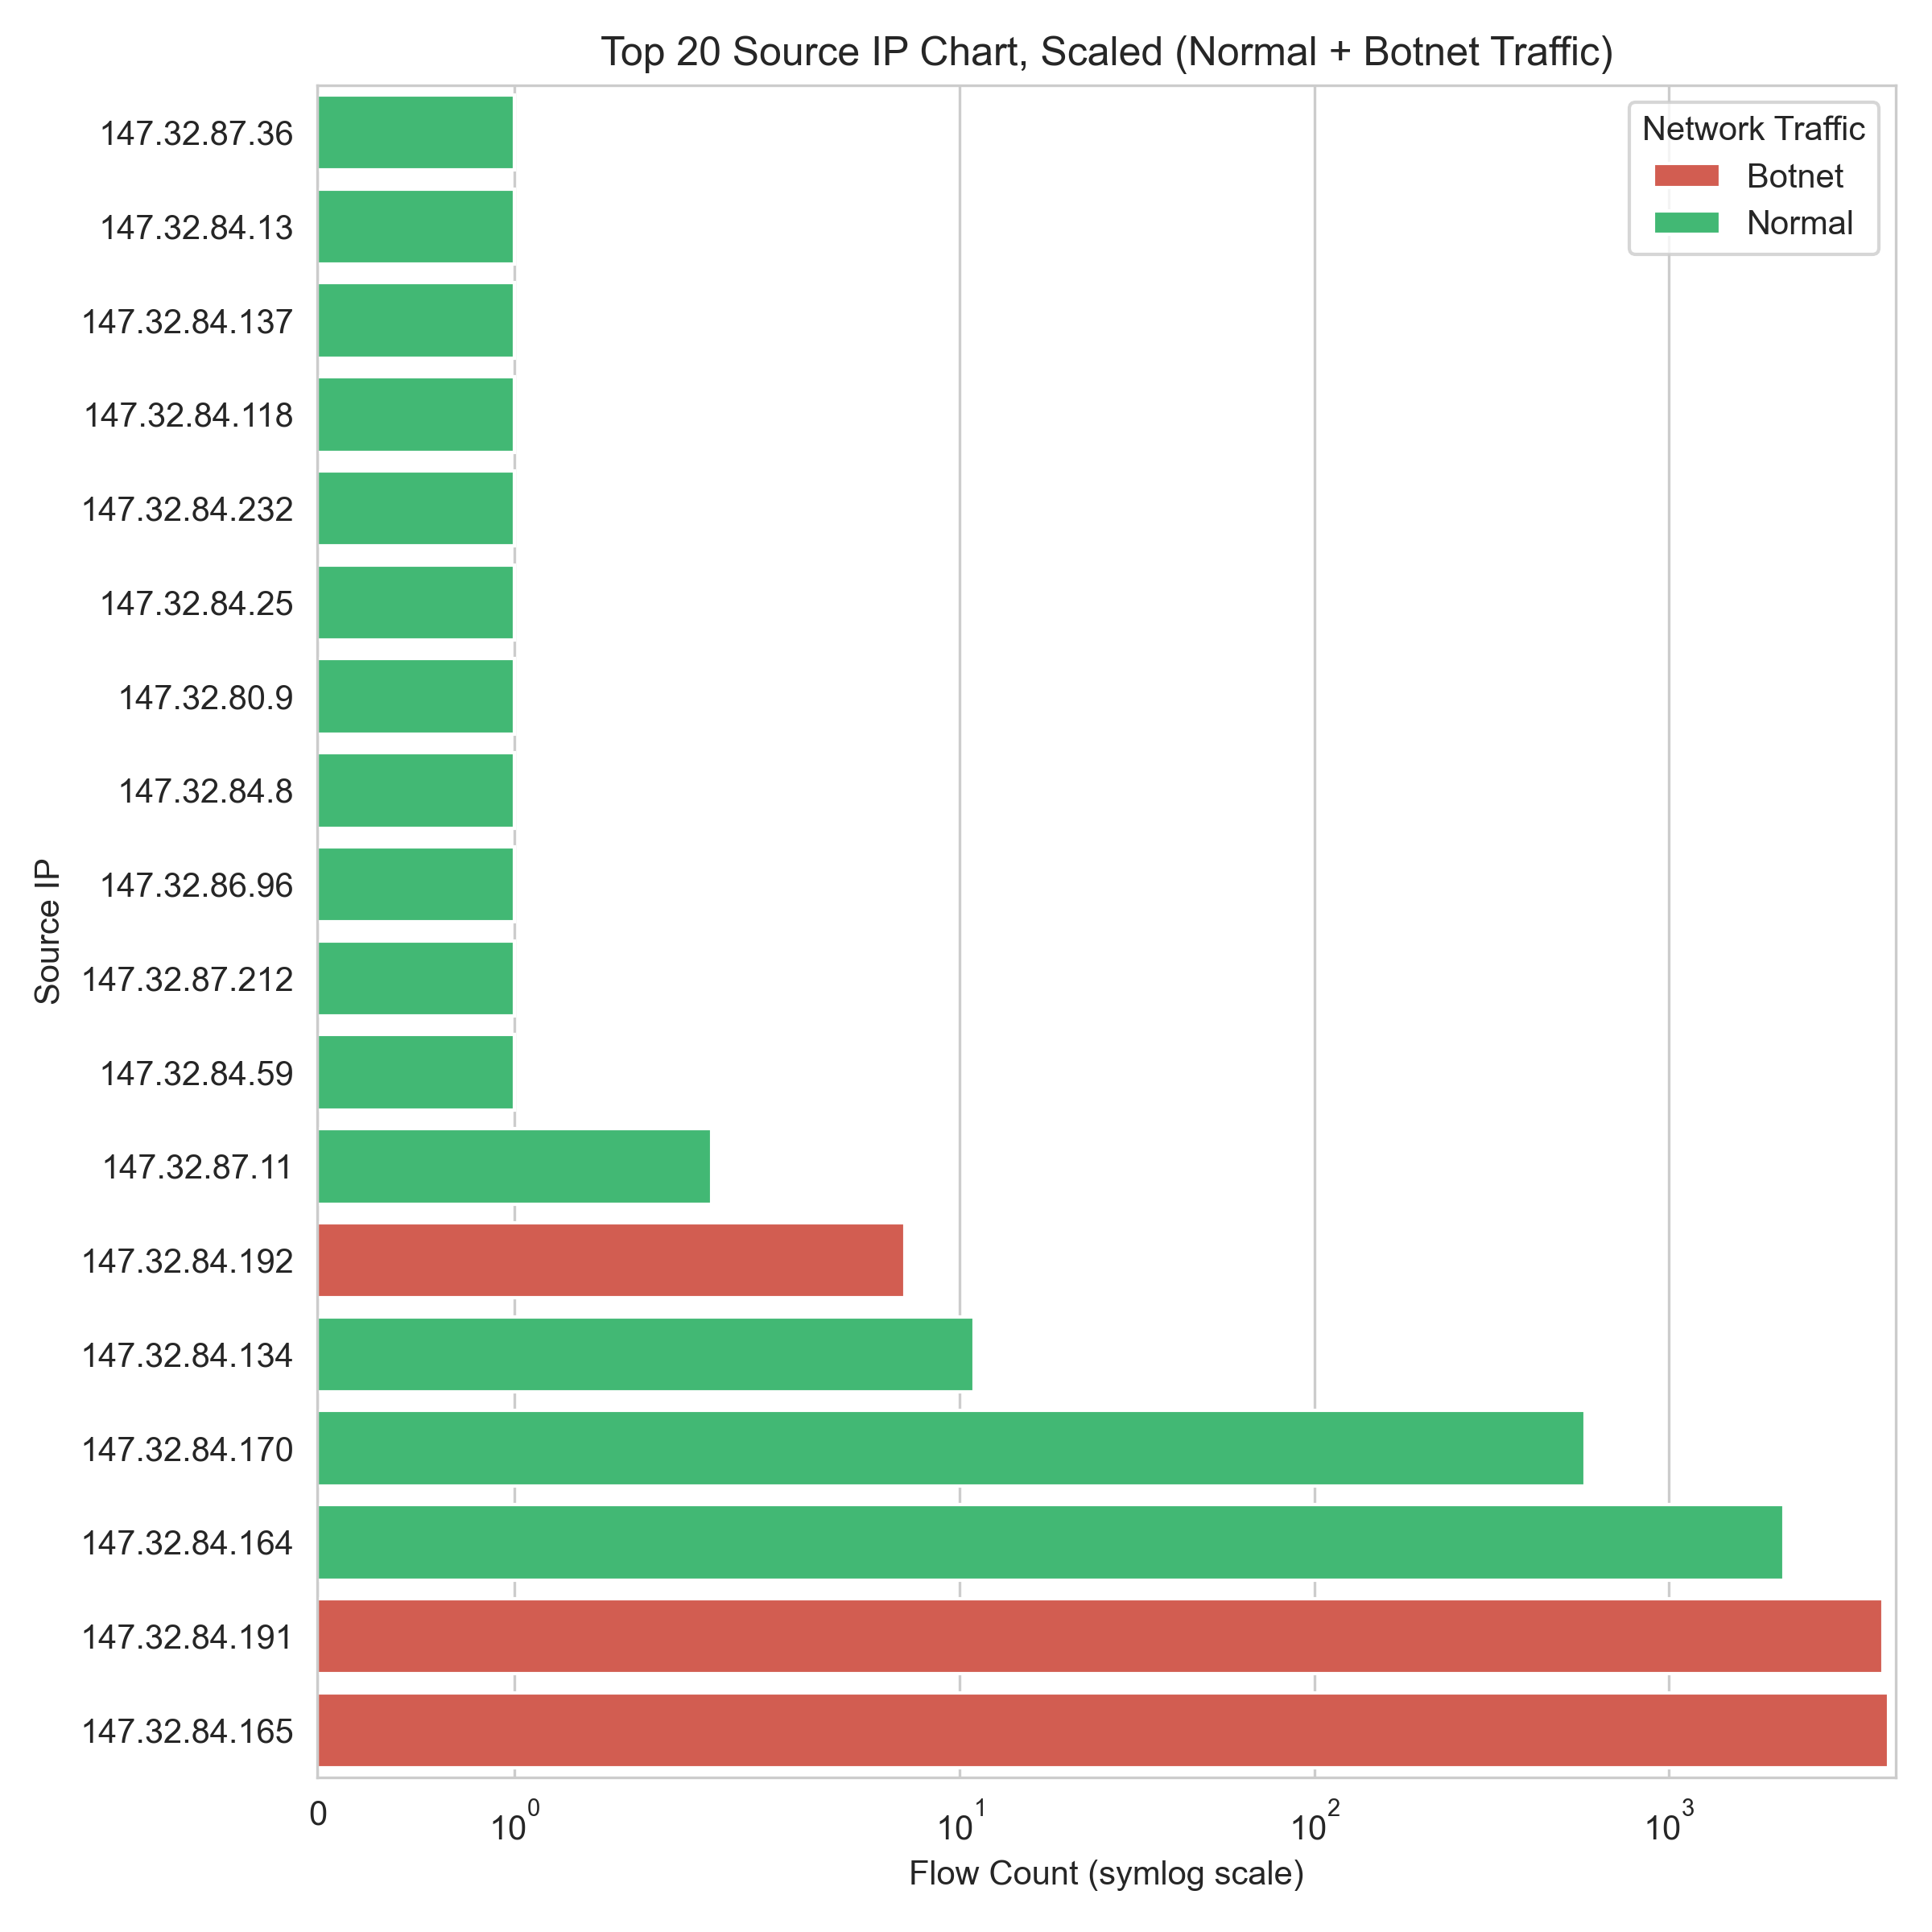 Top 20 Source IP Chart, Scaled (Normal + Botnet Traffic)
Network Traffic
Botnet
Normal
Source IP
147.32.87.36
147.32.84.13
147.32.84.137
147.32.84.118
147.32.84.232
147.32.84.25
147.32.80.9
147.32.84.8
147.32.86.96
147.32.87.212
147.32.84.59
147.32.87.11
147.32.84.192
147.32.84.134
147.32.84.170
147.32.84.164
147.32.84.191
147.32.84.165
0 10⁰ 10¹ 10² 10³
Flow Count (symlog scale)